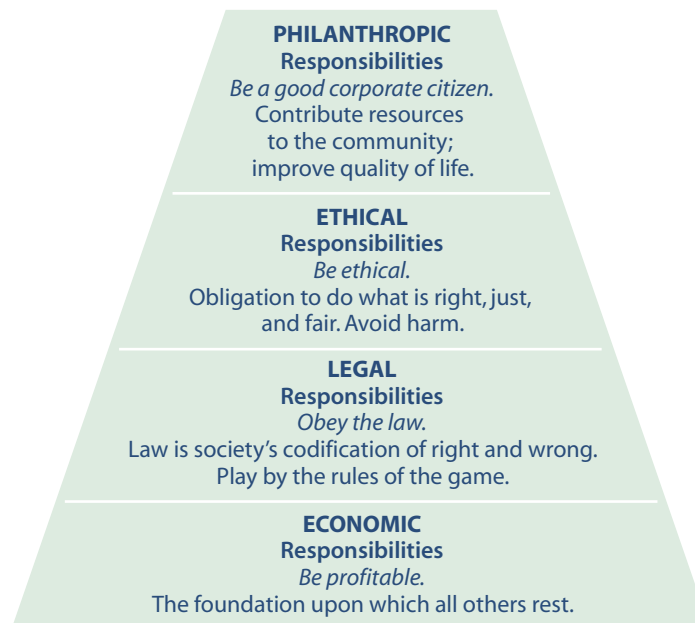 PHILANTHROPIC
Responsibilities
Be a good corporate citizen.
Contribute resources
to the community;
improve quality of life.
ETHICAL
Responsibilities
Be ethical.
Obligation to do what is right, just,
and fair. Avoid harm.
LEGAL
Responsibilities
Obey the law.
Law is society’s codification of right and wrong.
Play by the rules of the game.
ECONOMIC
Responsibilities
Be profitable.
The foundation upon which all others rest.